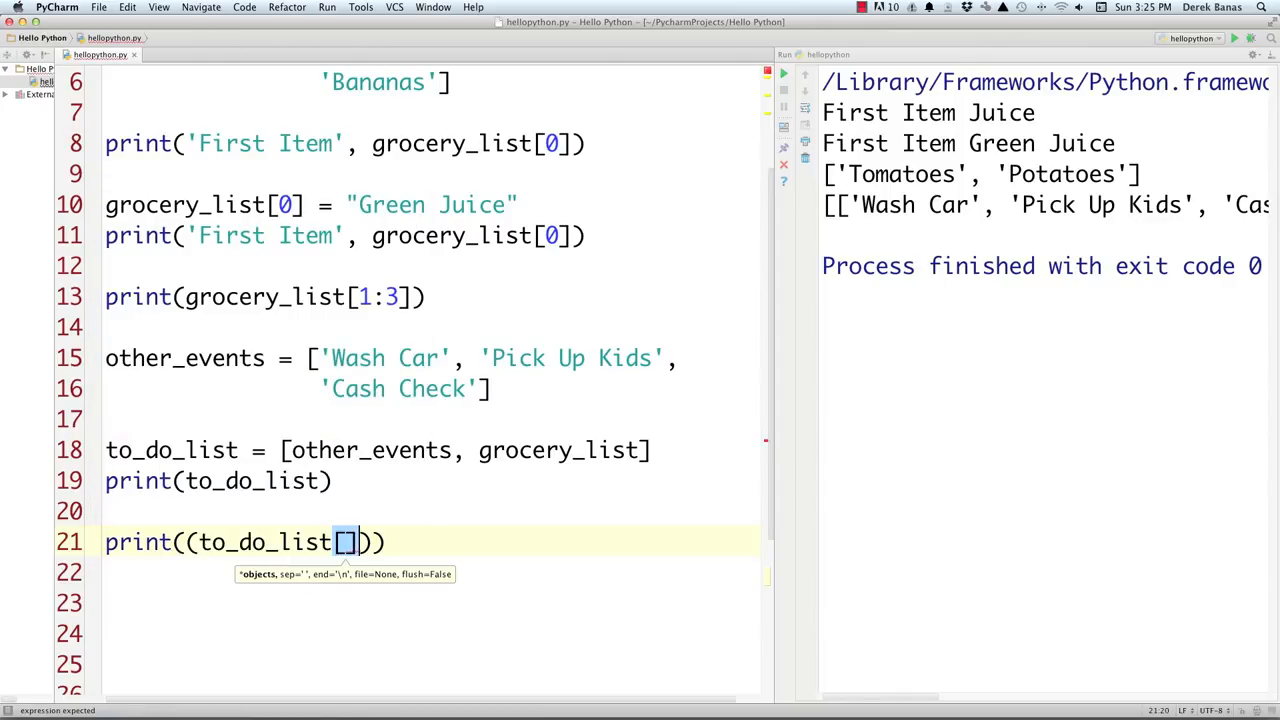 PyCharm File Edit View Navigate Code Refactor Run Tools VCS Window Help 10 Sun 3:25 PM Derek Banas
hellopython.py - Hello Python - [~/PycharmProjects/Hello Python]
Hello Python hellopython.py hellopython
hellopython.py × Run hellopython
Hello P
hell
Extern
6 'Bananas']
7
8 print('First Item', grocery_list[0])
9
10 grocery_list[0] = "Green Juice"
11 print('First Item', grocery_list[0])
12
13 print(grocery_list[1:3])
14
15 other_events = ['Wash Car', 'Pick Up Kids',
16 'Cash Check']
17
18 to_do_list = [other_events, grocery_list]
19 print(to_do_list)
20
21 print((to_do_list[]))
*objects, sep=' ', end='\n', file=None, flush=False
22
23
24
25
26
/Library/Frameworks/Python.framewo
First Item Juice
First Item Green Juice
['Tomatoes', 'Potatoes']
[['Wash Car', 'Pick Up Kids', 'Cas
Process finished with exit code 0
expression expected 21:20 LF UTF-8